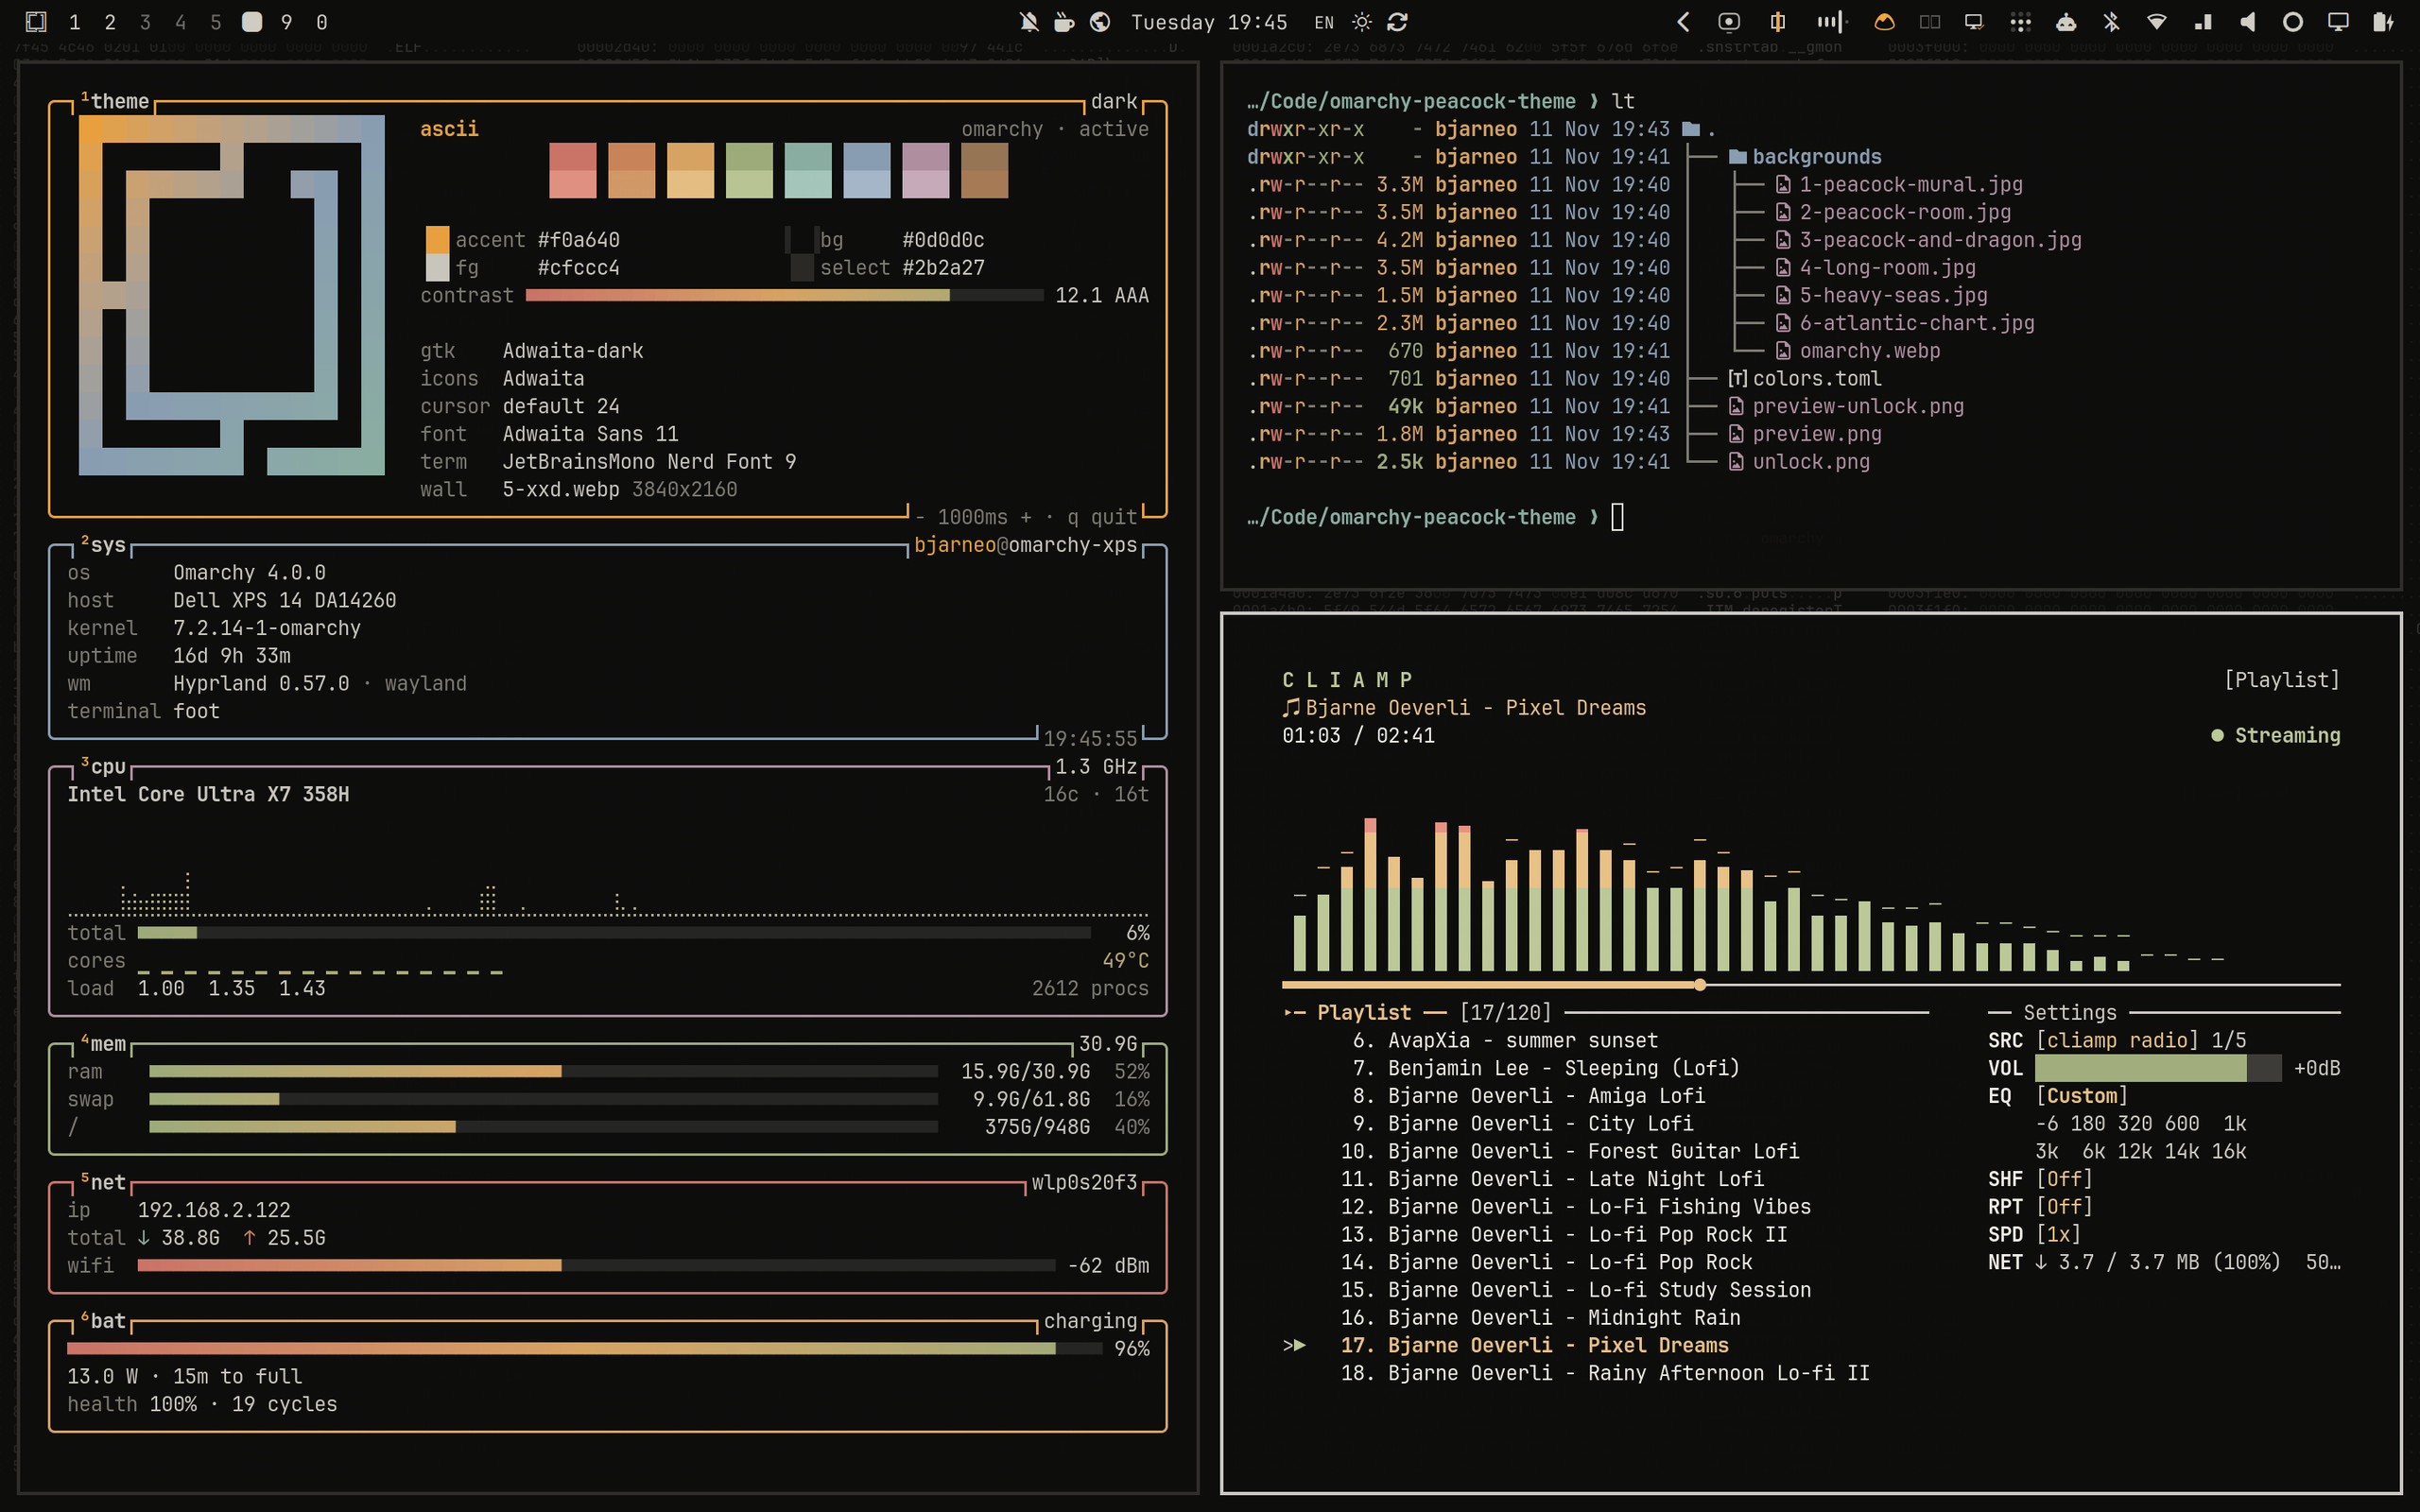 1 2 3 4 5 9 0
Tuesday 19:45 EN
1theme dark
ascii omarchy · active
accent #f0a640 bg #0d0d0c
fg #cfccc4 select #2b2a27
contrast 12.1 AAA
gtk Adwaita-dark
icons Adwaita
cursor default 24
font Adwaita Sans 11
term JetBrainsMono Nerd Font 9
wall 5-xxd.webp 3840x2160
- 1000ms + · q quit
2sys bjarneo@omarchy-xps
os Omarchy 4.0.0
host Dell XPS 14 DA14260
kernel 7.2.14-1-omarchy
uptime 16d 9h 33m
wm Hyprland 0.57.0 · wayland
terminal foot
19:45:55
3cpu 1.3 GHz
Intel Core Ultra X7 358H 16c · 16t
total 6%
cores 49°C
load 1.00 1.35 1.43 2612 procs
4mem 30.9G
ram 15.9G/30.9G 52%
swap 9.9G/61.8G 16%
/ 375G/948G 40%
5net wlp0s20f3
ip 192.168.2.122
total ↓ 38.8G ↑ 25.5G
wifi -62 dBm
6bat charging
96%
13.0 W · 15m to full
health 100% · 19 cycles
…/Code/omarchy-peacock-theme ❱ lt
drwxr-xr-x - bjarneo 11 Nov 19:43 .
drwxr-xr-x - bjarneo 11 Nov 19:41 ├── backgrounds
.rw-r--r-- 3.3M bjarneo 11 Nov 19:40 │ ├── 1-peacock-mural.jpg
.rw-r--r-- 3.5M bjarneo 11 Nov 19:40 │ ├── 2-peacock-room.jpg
.rw-r--r-- 4.2M bjarneo 11 Nov 19:40 │ ├── 3-peacock-and-dragon.jpg
.rw-r--r-- 3.5M bjarneo 11 Nov 19:40 │ ├── 4-long-room.jpg
.rw-r--r-- 1.5M bjarneo 11 Nov 19:40 │ ├── 5-heavy-seas.jpg
.rw-r--r-- 2.3M bjarneo 11 Nov 19:40 │ ├── 6-atlantic-chart.jpg
.rw-r--r-- 670 bjarneo 11 Nov 19:41 │ └── omarchy.webp
.rw-r--r-- 701 bjarneo 11 Nov 19:40 ├── [T] colors.toml
.rw-r--r-- 49k bjarneo 11 Nov 19:41 ├── preview-unlock.png
.rw-r--r-- 1.8M bjarneo 11 Nov 19:43 ├── preview.png
.rw-r--r-- 2.5k bjarneo 11 Nov 19:41 └── unlock.png
…/Code/omarchy-peacock-theme ❱
C L I A M P [Playlist]
♫ Bjarne Oeverli - Pixel Dreams
01:03 / 02:41 ● Streaming
Playlist [17/120]
6. AvapXia - summer sunset
7. Benjamin Lee - Sleeping (Lofi)
8. Bjarne Oeverli - Amiga Lofi
9. Bjarne Oeverli - City Lofi
10. Bjarne Oeverli - Forest Guitar Lofi
11. Bjarne Oeverli - Late Night Lofi
12. Bjarne Oeverli - Lo-Fi Fishing Vibes
13. Bjarne Oeverli - Lo-fi Pop Rock II
14. Bjarne Oeverli - Lo-fi Pop Rock
15. Bjarne Oeverli - Lo-fi Study Session
16. Bjarne Oeverli - Midnight Rain
>▶ 17. Bjarne Oeverli - Pixel Dreams
18. Bjarne Oeverli - Rainy Afternoon Lo-fi II
Settings
SRC [cliamp radio] 1/5
VOL +0dB
EQ [Custom]
-6 180 320 600 1k
3k 6k 12k 14k 16k
SHF [Off]
RPT [Off]
SPD [1x]
NET ↓ 3.7 / 3.7 MB (100%) 50…